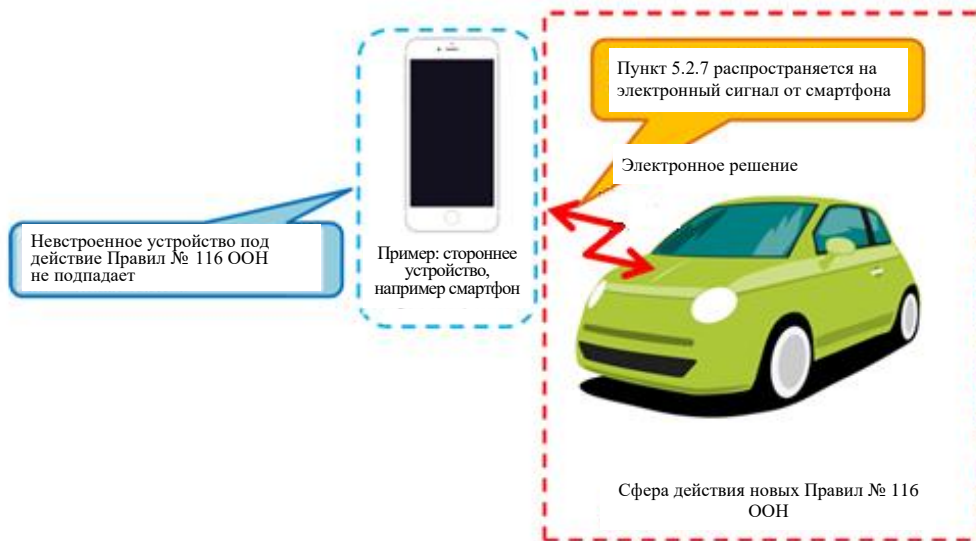 Пункт 5.2.7 распространяется на
электронный сигнал от смартфона
Электронное решение
Невстроенное устройство под
действие Правил № 116 ООН
не подпадает
Пример: стороннее
устройство,
например смартфон
Сфера действия новых Правил № 116
ООН